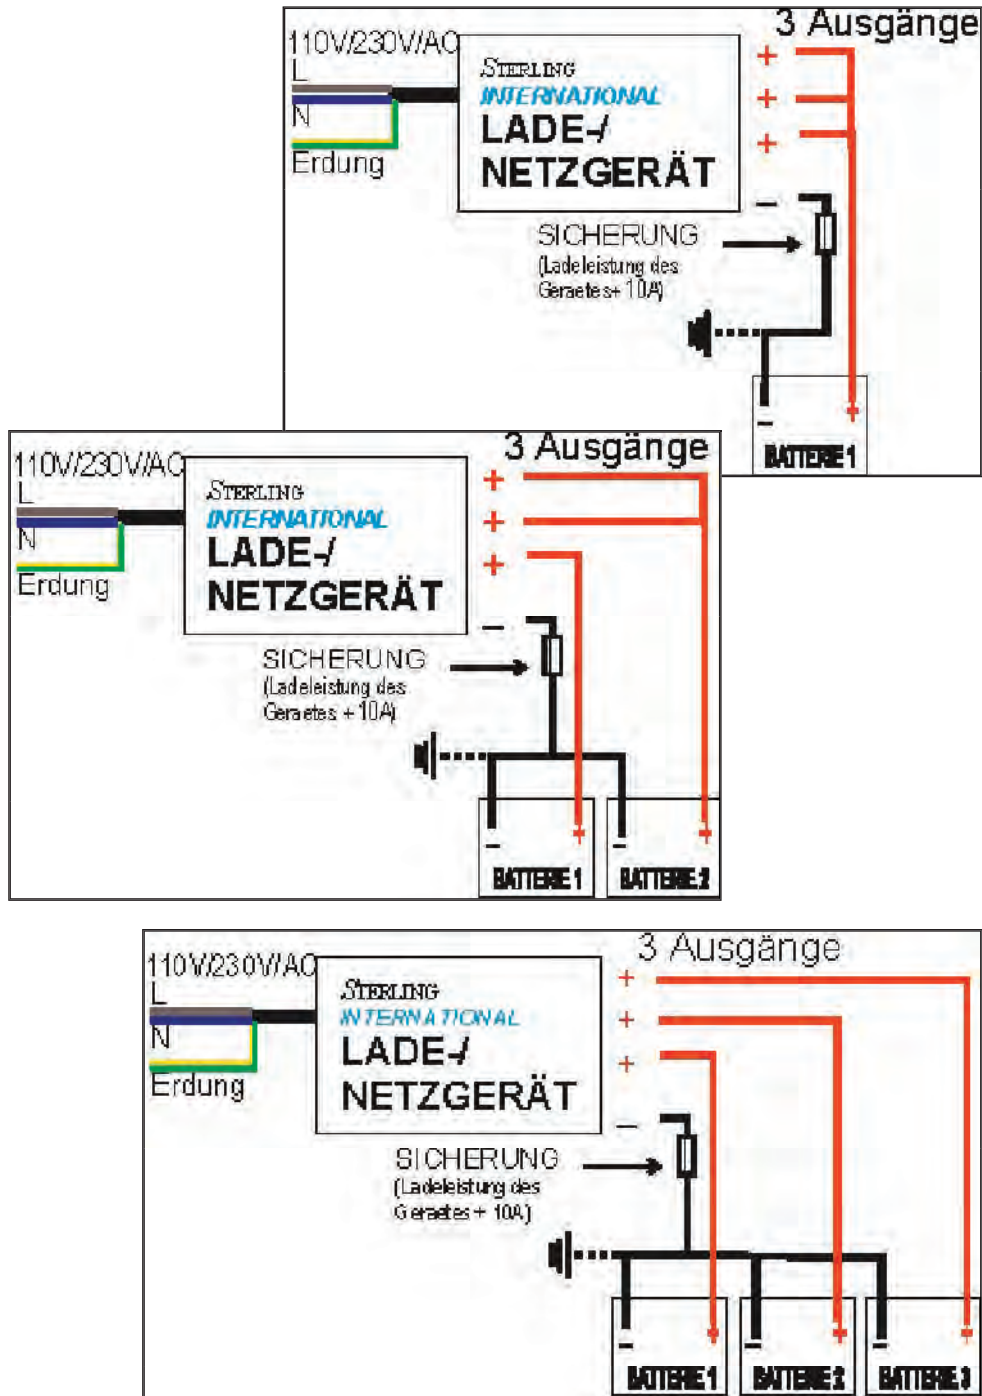 3 Ausgänge
110V/230V/AC
L
N
Erdung
STERLING
INTERNATIONAL
LADE-/
NETZGERÄT
+
+
+
–
SICHERUNG
(Ladeleistung des
Geraetes+ 10A)
–
+
BATTERIE 1
3 Ausgänge
110V/230V/AC
L
N
Erdung
STERLING
INTERNATIONAL
LADE-/
NETZGERÄT
+
+
+
–
SICHERUNG
(Ladeleistung des
Geraetes + 10A)
–
+
–
+
BATTERIE 1
BATTERIE 2
3 Ausgänge
110V/230V/AC
L
N
Erdung
STERLING
INTERNATIONAL
LADE-/
NETZGERÄT
+
+
+
–
SICHERUNG
(Ladeleistung des
Geraetes + 10A)
–
+
–
+
–
+
BATTERIE 1
BATTERIE 2
BATTERIE 3